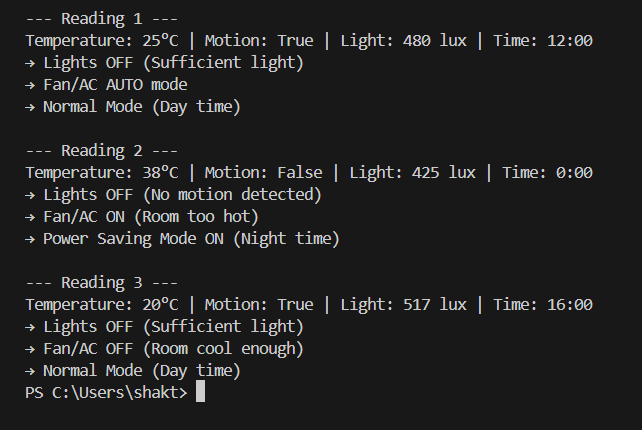 --- Reading 1 ---
Temperature: 25°C | Motion: True | Light: 480 lux | Time: 12:00
→ Lights OFF (Sufficient light)
→ Fan/AC AUTO mode
→ Normal Mode (Day time)
--- Reading 2 ---
Temperature: 38°C | Motion: False | Light: 425 lux | Time: 0:00
→ Lights OFF (No motion detected)
→ Fan/AC ON (Room too hot)
→ Power Saving Mode ON (Night time)
--- Reading 3 ---
Temperature: 20°C | Motion: True | Light: 517 lux | Time: 16:00
→ Lights OFF (Sufficient light)
→ Fan/AC OFF (Room cool enough)
→ Normal Mode (Day time)
PS C:\Users\shakt>